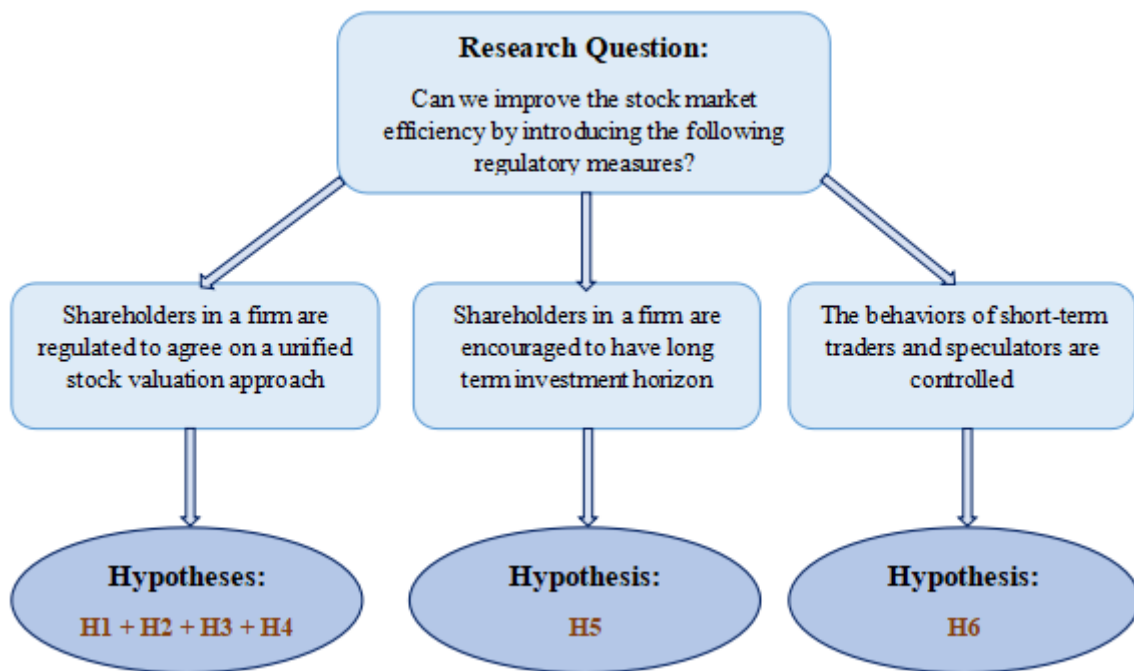 Research Question:
Can we improve the stock market
efficiency by introducing the following
regulatory measures?
Shareholders in a firm are
regulated to agree on a unified
stock valuation approach
Shareholders in a firm are
encouraged to have long
term investment horizon
The behaviors of short-term
traders and speculators are
controlled
Hypotheses:
H1 + H2 + H3 + H4
Hypothesis:
H5
Hypothesis:
H6